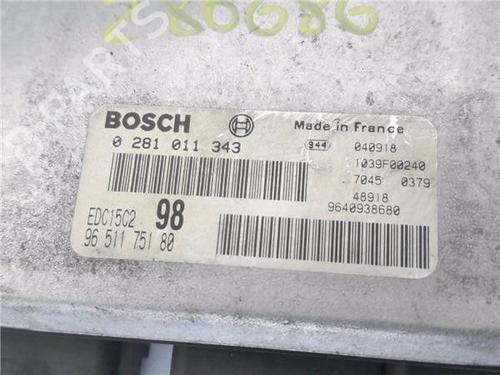 280686
BOSCH
Made in France
0 281 011 343
944
040918
1039F00240
7045 0379
48918
9640938680
EDC15C2 98
96 511 751 80